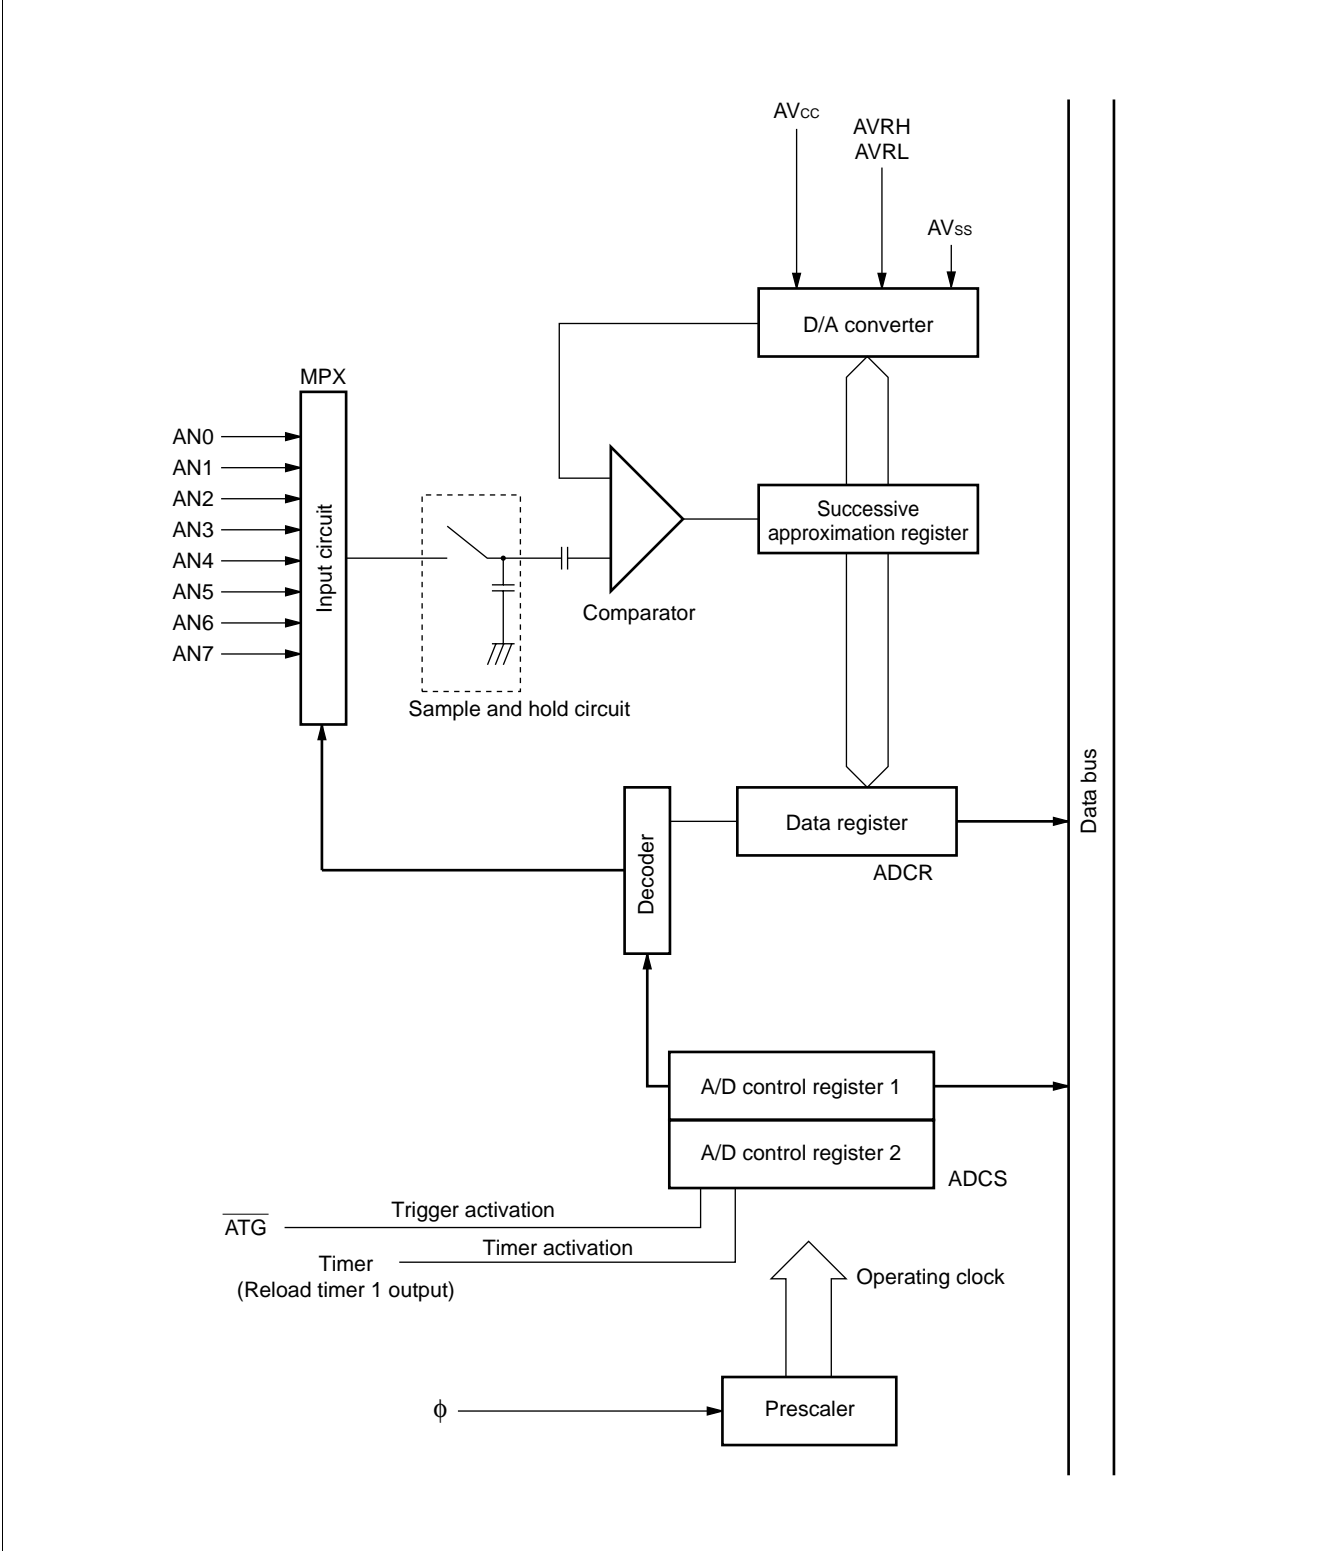 AVCC
AVRH
AVRL
AVSS
D/A converter
MPX
AN0
AN1
AN2
AN3
AN4
AN5
AN6
AN7
Input circuit
Successive
approximation register
Comparator
Sample and hold circuit
Data bus
Decoder
Data register
ADCR
A/D control register 1
A/D control register 2
ADCS
Trigger activation
ATG
Timer activation
Timer
(Reload timer 1 output)
Operating clock
ϕ
Prescaler